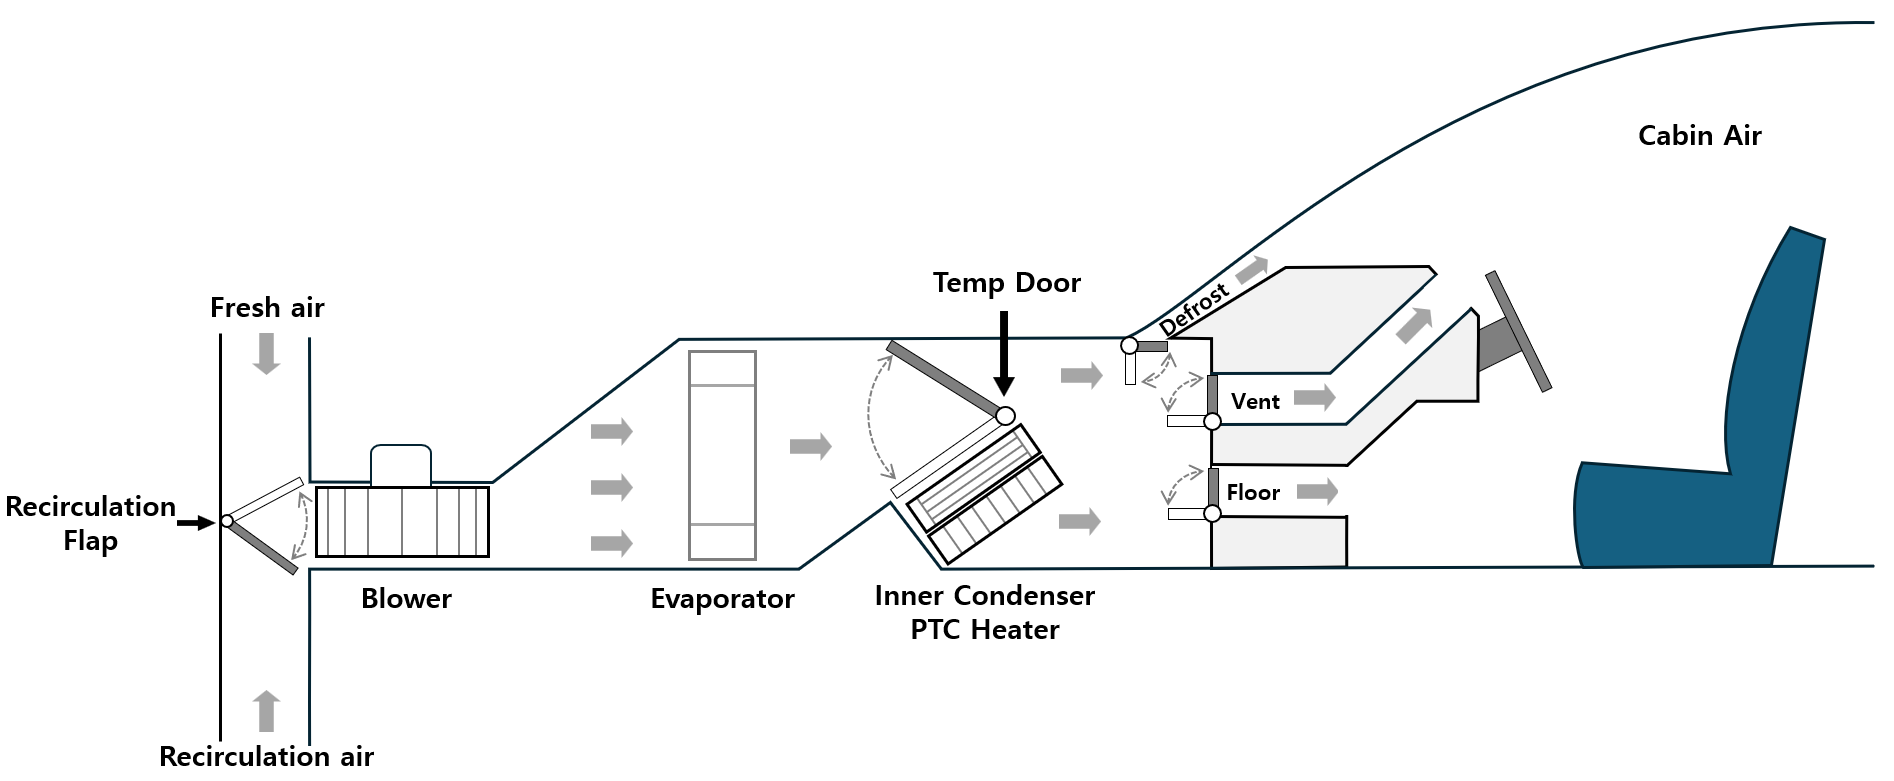 Cabin Air
Temp Door
Fresh air
Defrost
Vent
Floor
Recirculation
Flap
Blower
Evaporator
Inner Condenser
PTC Heater
Recirculation air